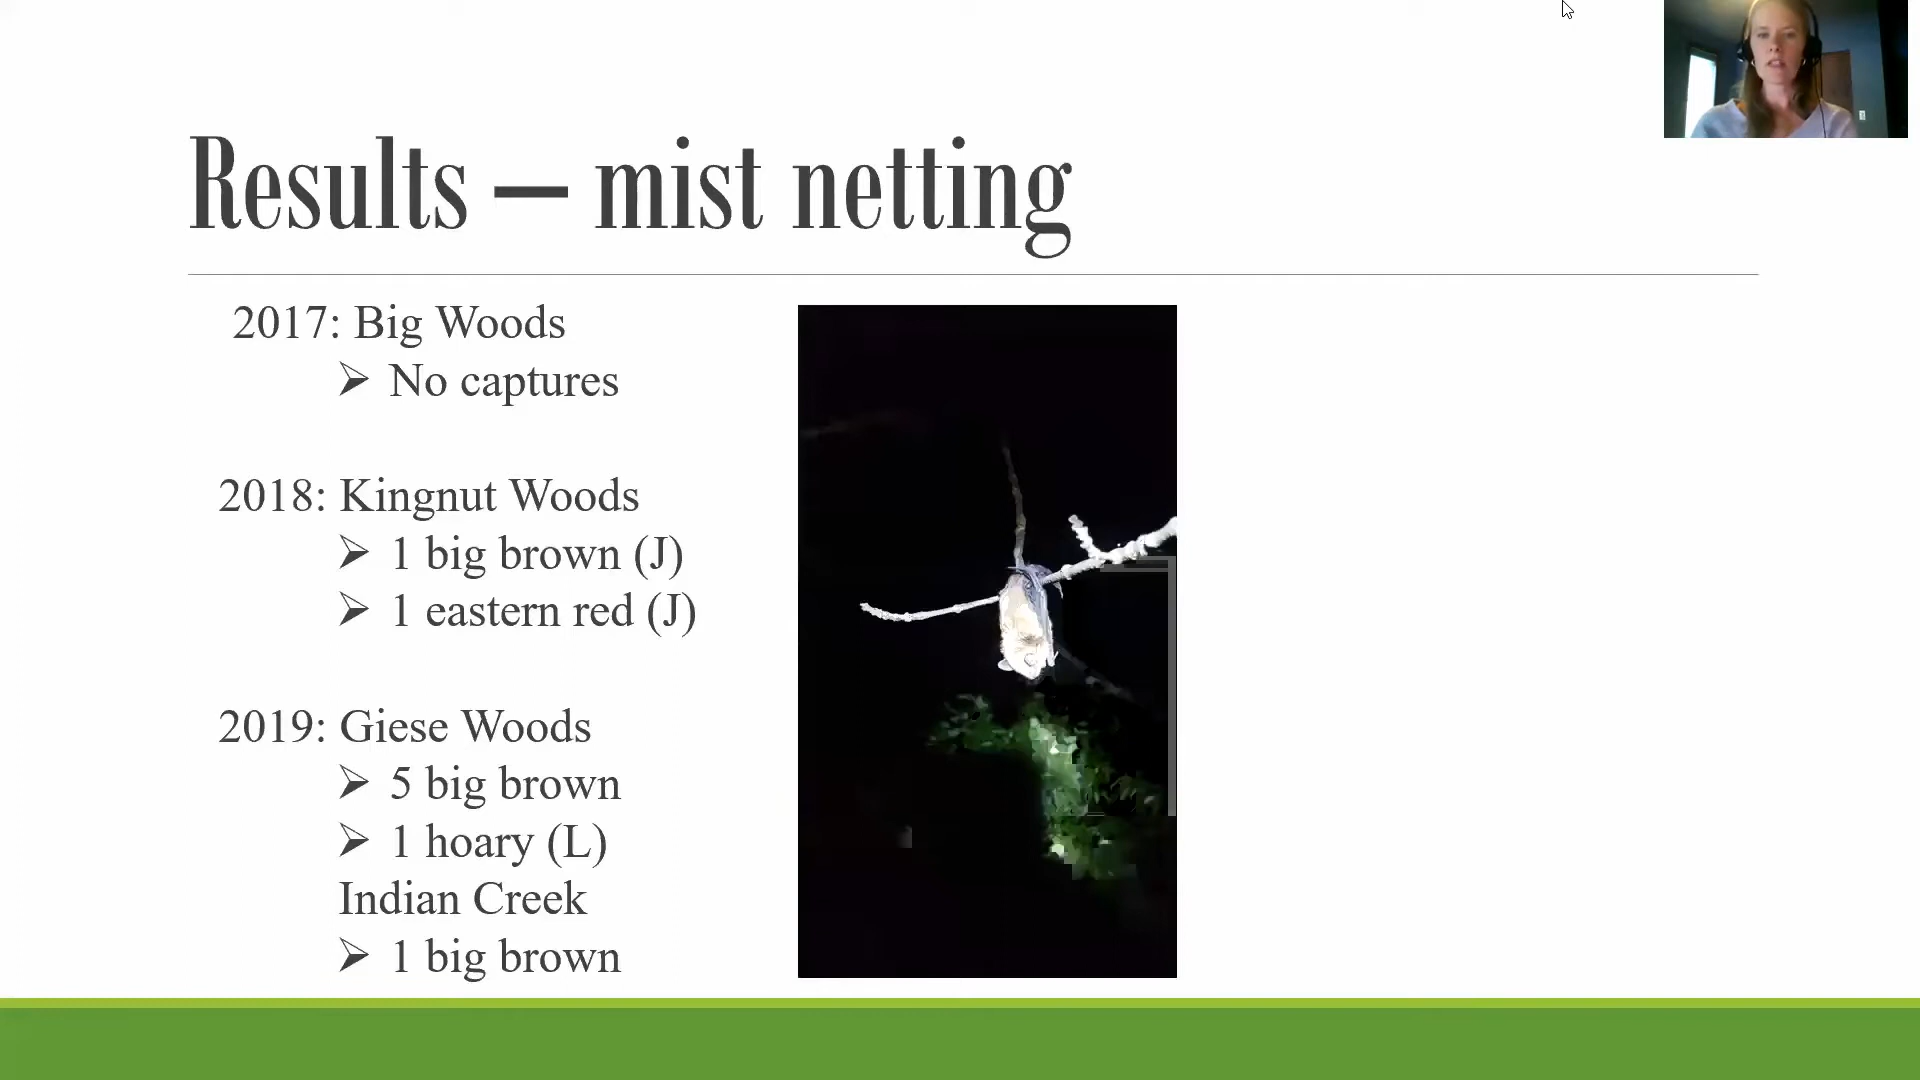 Results – mist netting
2017: Big Woods
➢ No captures
2018: Kingnut Woods
➢ 1 big brown (J)
➢ 1 eastern red (J)
2019: Giese Woods
➢ 5 big brown
➢ 1 hoary (L)
Indian Creek
➢ 1 big brown